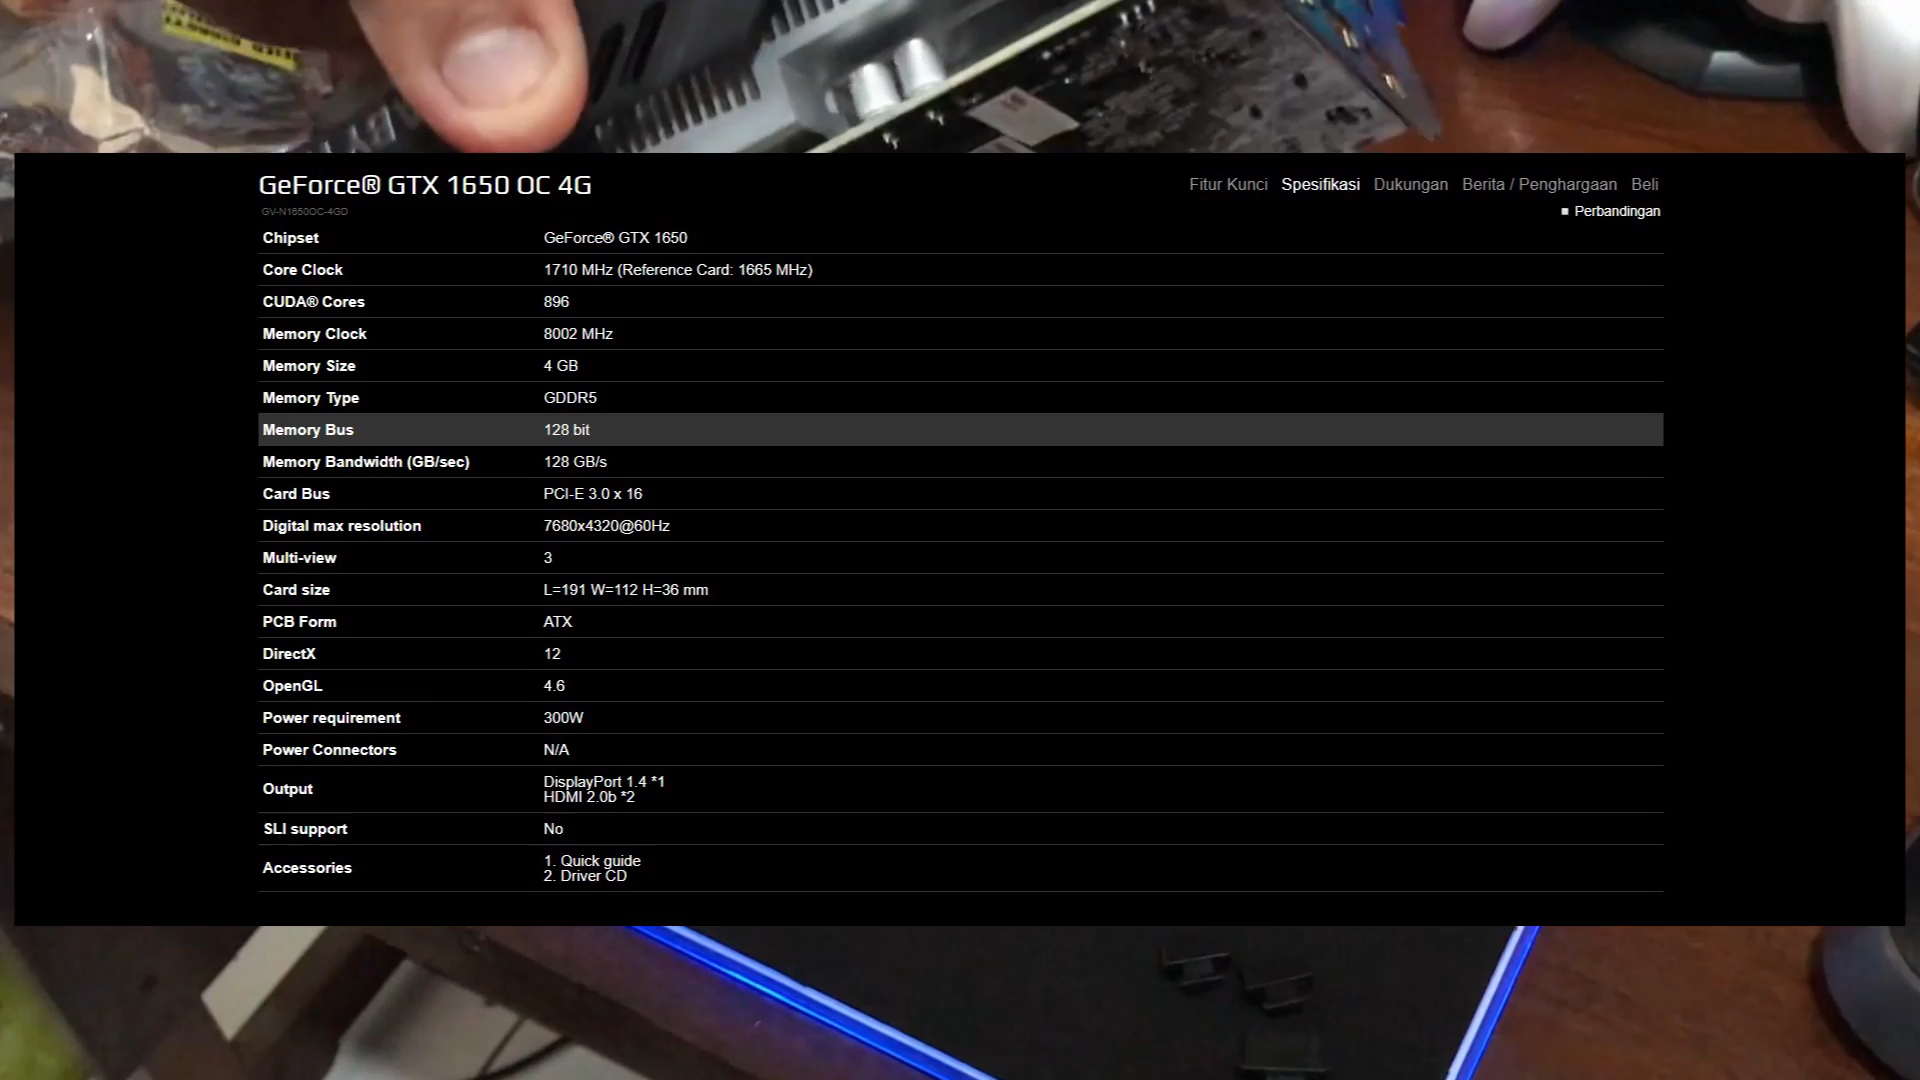 GeForce® GTX 1650 OC 4G
Fitur Kunci Spesifikasi Dukungan Berita / Penghargaan Beli
GV-N1650OC-4GD
■ Perbandingan
Chipset GeForce® GTX 1650
Core Clock 1710 MHz (Reference Card: 1665 MHz)
CUDA® Cores 896
Memory Clock 8002 MHz
Memory Size 4 GB
Memory Type GDDR5
Memory Bus 128 bit
Memory Bandwidth (GB/sec) 128 GB/s
Card Bus PCI-E 3.0 x 16
Digital max resolution 7680x4320@60Hz
Multi-view 3
Card size L=191 W=112 H=36 mm
PCB Form ATX
DirectX 12
OpenGL 4.6
Power requirement 300W
Power Connectors N/A
Output DisplayPort 1.4 *1
HDMI 2.0b *2
SLI support No
Accessories 1. Quick guide
2. Driver CD